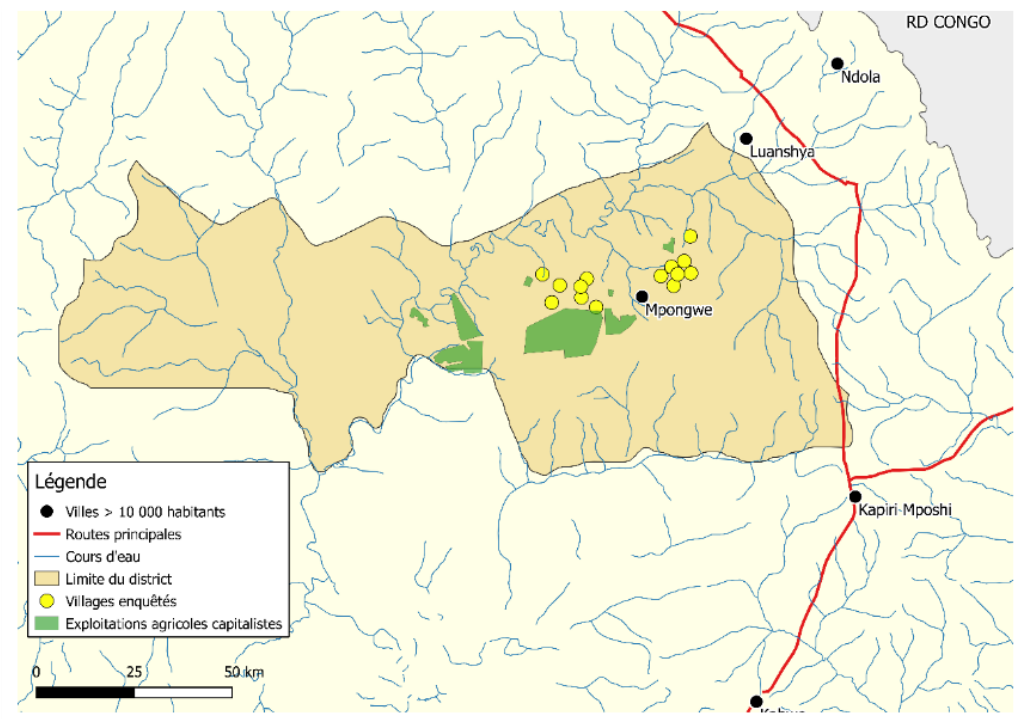 RD CONGO
Ndola
Luanshya
Mpongwe
Kapiri Mposhi
Légende
Villes > 10 000 habitants
Routes principales
Cours d'eau
Limite du district
Villages enquêtés
Exploitations agricoles capitalistes
0 25 50 km